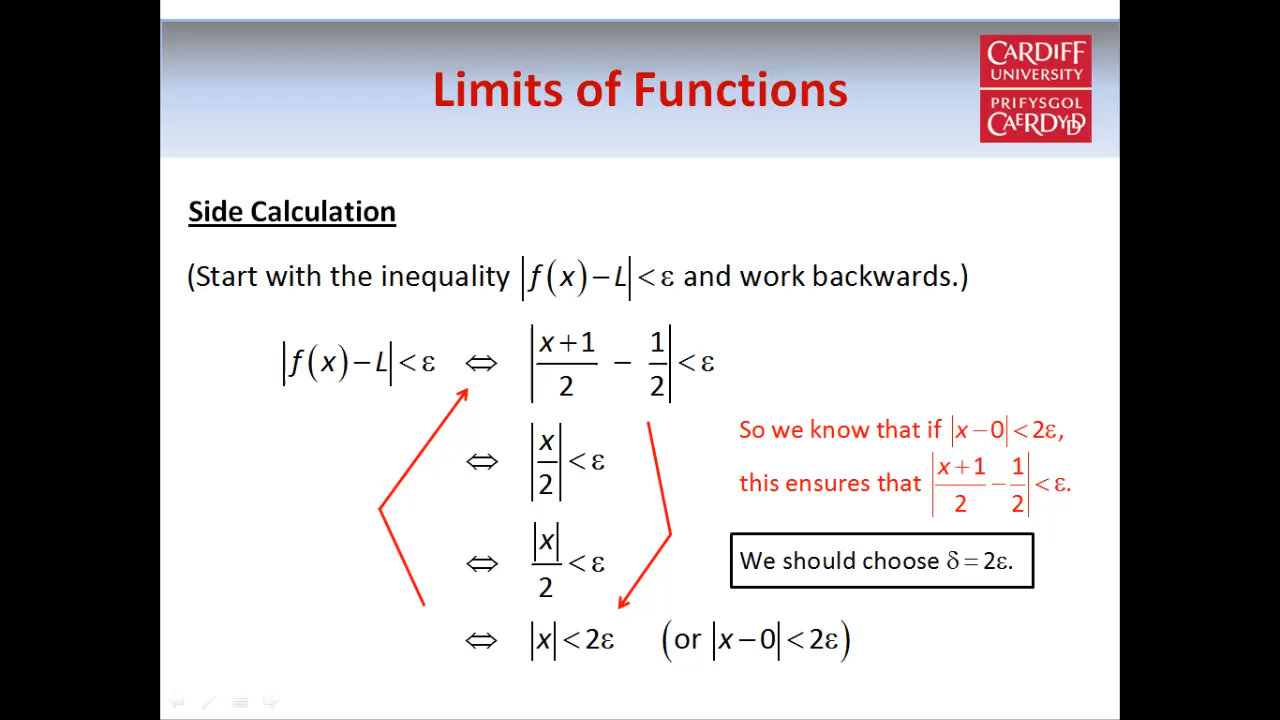 Limits of Functions
CARDIFF
UNIVERSITY
PRIFYSGOL
CAERDYDD
Side Calculation
(Start with the inequality |f(x)−L| < ε and work backwards.)
|f(x)−L| < ε ⇔ |(x+1)/2 − 1/2| < ε
⇔ |x/2| < ε
⇔ |x|/2 < ε
⇔ |x| < 2ε (or |x−0| < 2ε)
So we know that if |x−0| < 2ε,
this ensures that |(x+1)/2 − 1/2| < ε.
We should choose δ = 2ε.